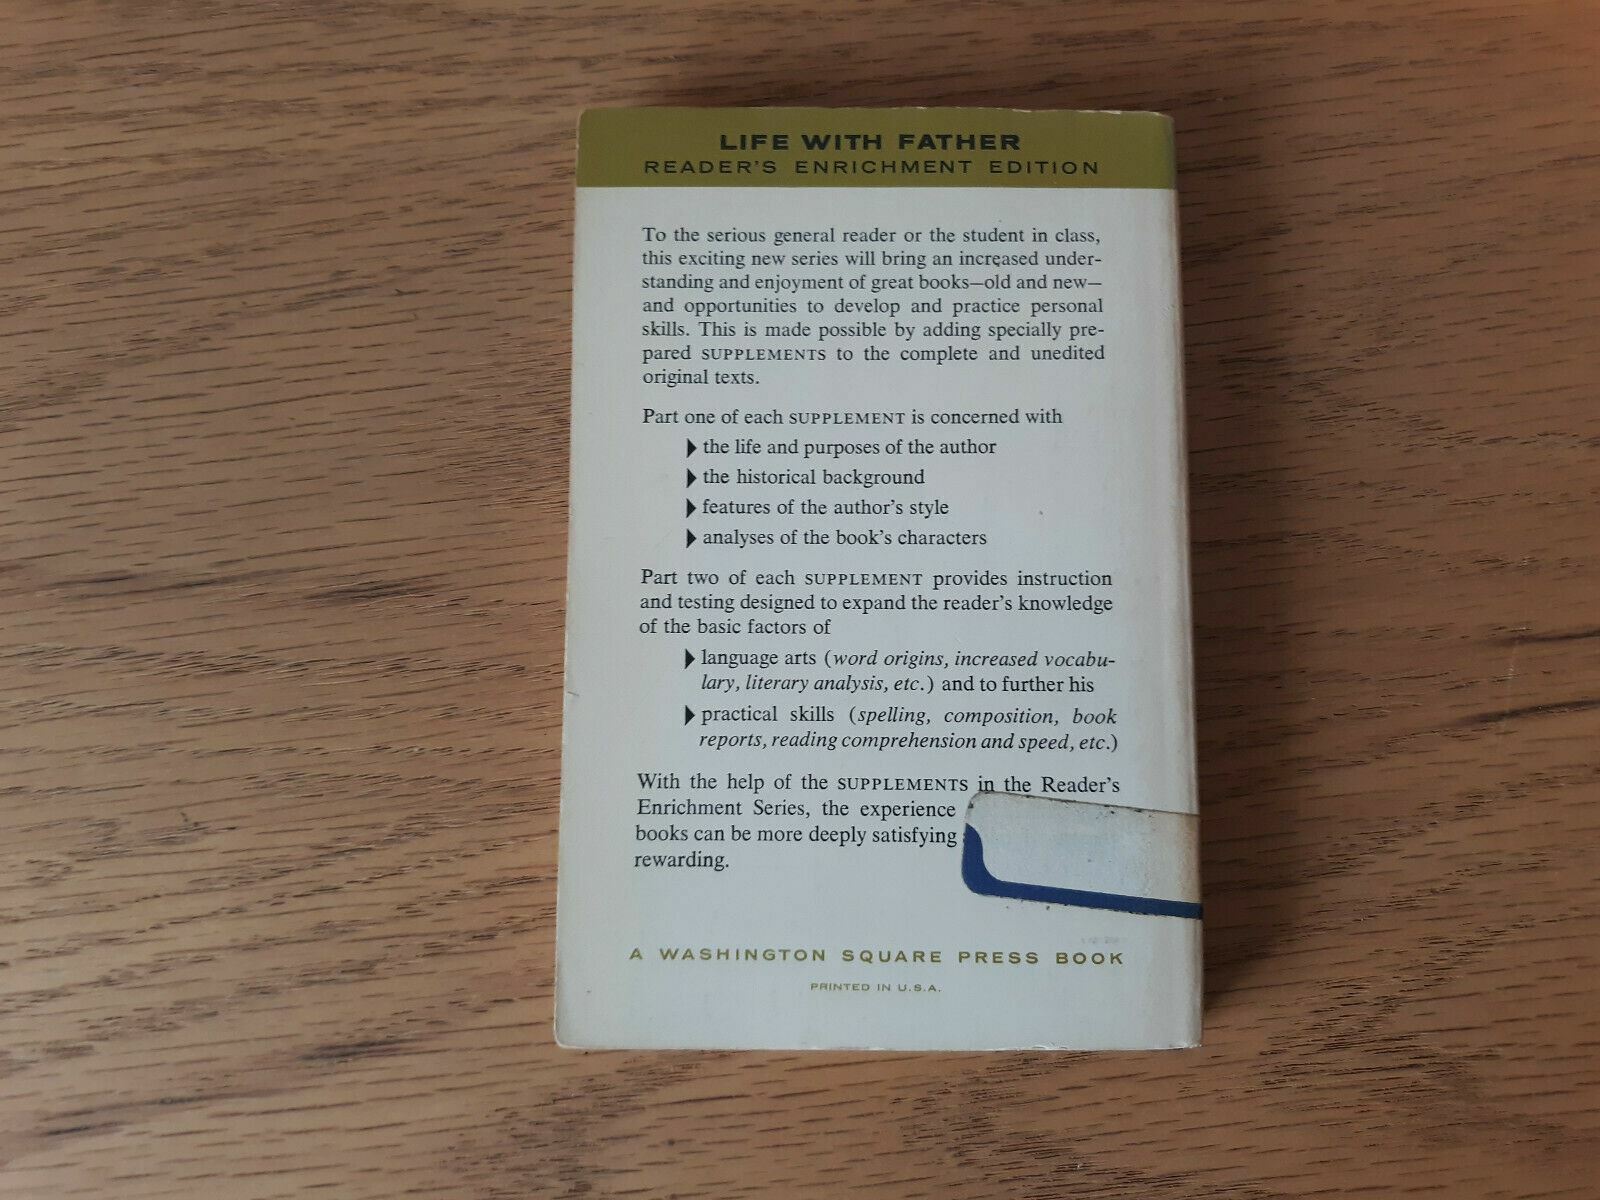 LIFE WITH FATHER
READER'S ENRICHMENT EDITION
To the serious general reader or the student in class,
this exciting new series will bring an increased under-
standing and enjoyment of great books—old and new—
and opportunities to develop and practice personal
skills. This is made possible by adding specially pre-
pared SUPPLEMENTS to the complete and unedited
original texts.
Part one of each SUPPLEMENT is concerned with
the life and purposes of the author
the historical background
features of the author's style
analyses of the book's characters
Part two of each SUPPLEMENT provides instruction
and testing designed to expand the reader's knowledge
of the basic factors of
language arts (word origins, increased vocabu-
lary, literary analysis, etc.) and to further his
practical skills (spelling, composition, book
reports, reading comprehension and speed, etc.)
With the help of the SUPPLEMENTS in the Reader's
Enrichment Series, the experience
books can be more deeply satisfying
rewarding.
A WASHINGTON SQUARE PRESS BOOK
PRINTED IN U.S.A.